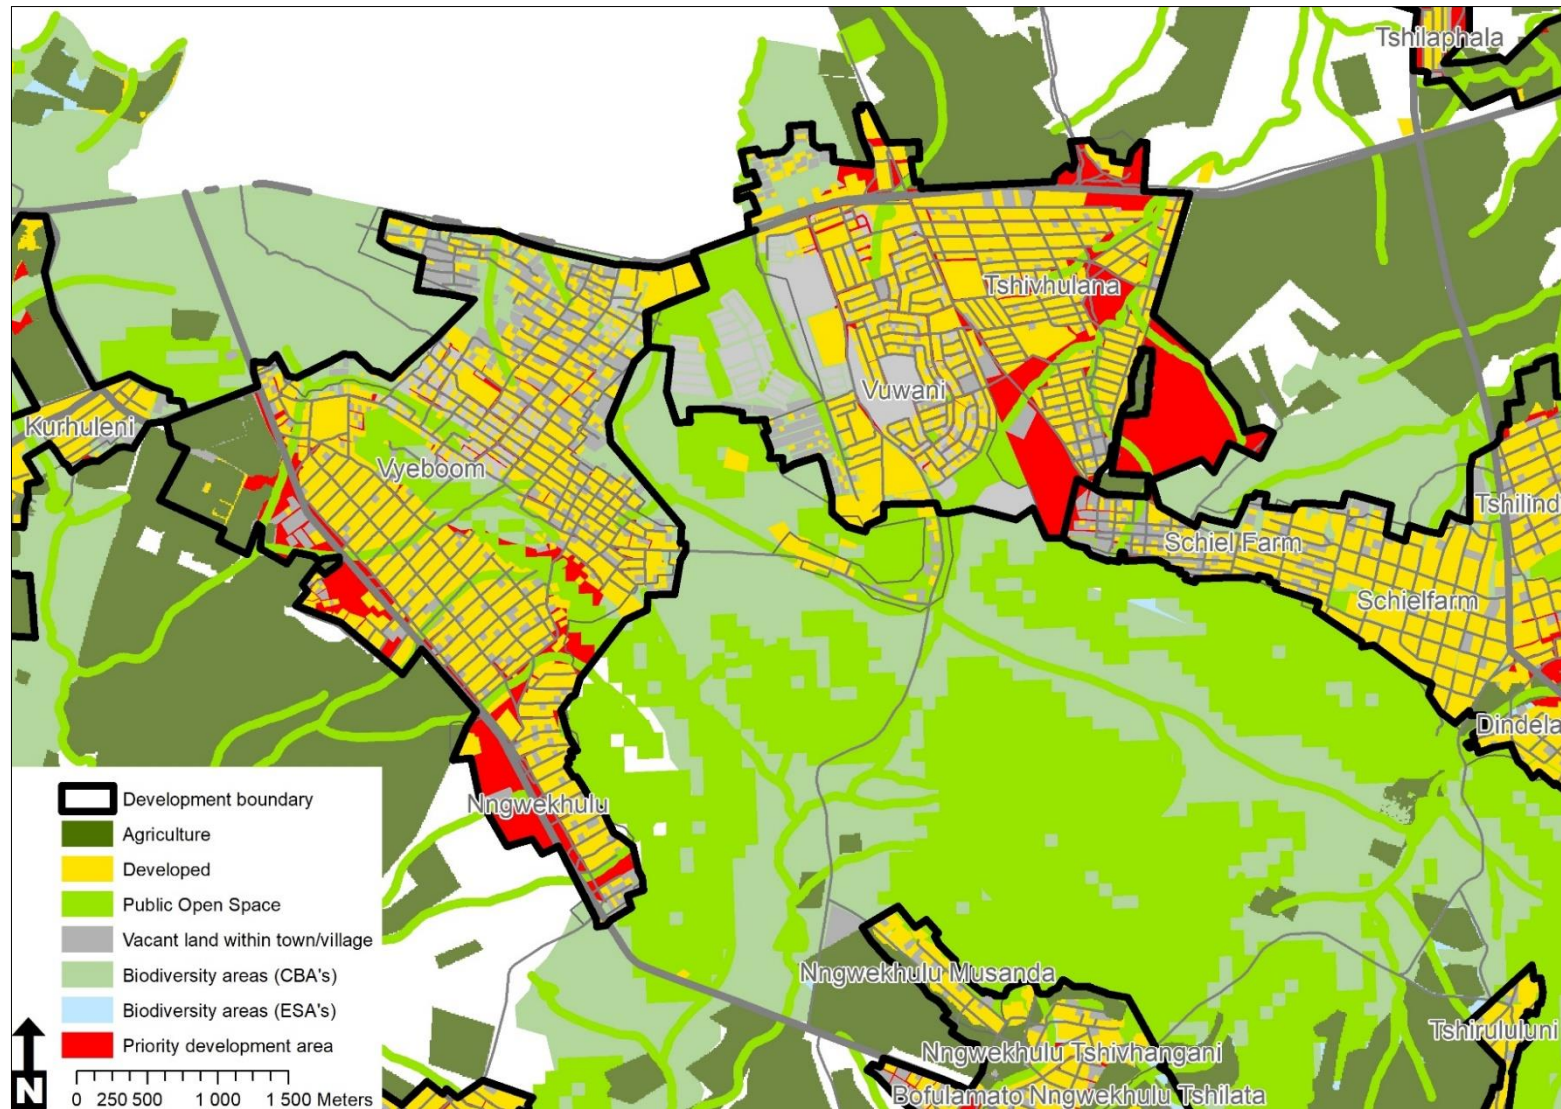 Tshilaphala
Tshivhulana
Vuwani
Kurhuleni
Vyeboom
Tshilind
Schiel Farm
Schielfarm
Dindela
Nngwekhulu
Nngwekhulu Musanda
Tshirululuni
Nngwekhulu Tshivhangani
Bofulamato Nngwekhulu Tshilata
Development boundary
Agriculture
Developed
Public Open Space
Vacant land within town/village
Biodiversity areas (CBA's)
Biodiversity areas (ESA's)
Priority development area
N
0 250 500 1 000 1 500 Meters